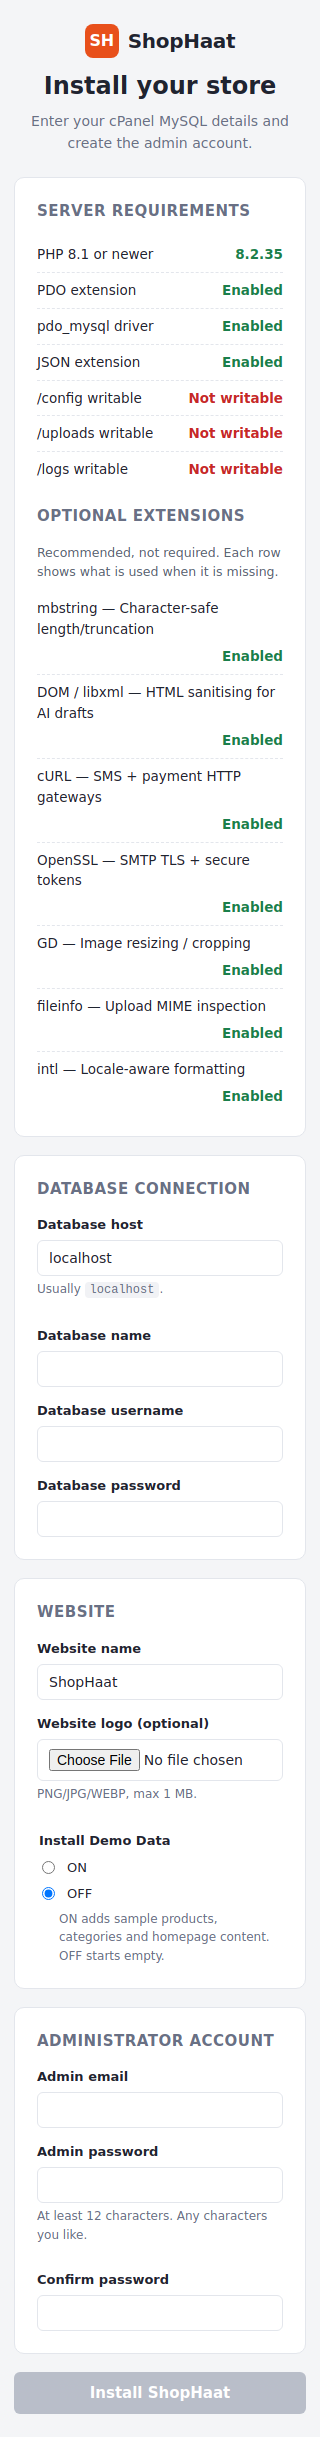 SH ShopHaat
Install your store
Enter your cPanel MySQL details and
create the admin account.
SERVER REQUIREMENTS
PHP 8.1 or newer 8.2.35
PDO extension Enabled
pdo_mysql driver Enabled
JSON extension Enabled
/config writable Not writable
/uploads writable Not writable
/logs writable Not writable
OPTIONAL EXTENSIONS
Recommended, not required. Each row
shows what is used when it is missing.
mbstring — Character-safe
length/truncation
Enabled
DOM / libxml — HTML sanitising for
AI drafts
Enabled
cURL — SMS + payment HTTP
gateways
Enabled
OpenSSL — SMTP TLS + secure
tokens
Enabled
GD — Image resizing / cropping
Enabled
fileinfo — Upload MIME inspection
Enabled
intl — Locale-aware formatting
Enabled
DATABASE CONNECTION
Database host
localhost
Usually localhost.
Database name
Database username
Database password
WEBSITE
Website name
ShopHaat
Website logo (optional)
Choose File No file chosen
PNG/JPG/WEBP, max 1 MB.
Install Demo Data
ON
OFF
ON adds sample products,
categories and homepage content.
OFF starts empty.
ADMINISTRATOR ACCOUNT
Admin email
Admin password
At least 12 characters. Any characters
you like.
Confirm password
Install ShopHaat